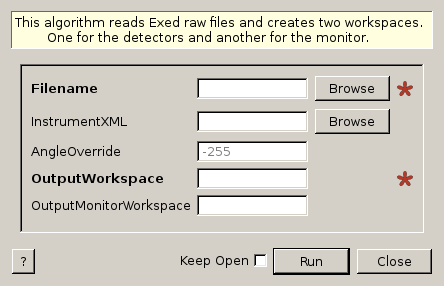 This algorithm reads Exed raw files and creates two workspaces.
One for the detectors and another for the monitor.
Filename Browse *
InstrumentXML Browse
AngleOverride -255
OutputWorkspace *
OutputMonitorWorkspace
? Keep Open Run Close